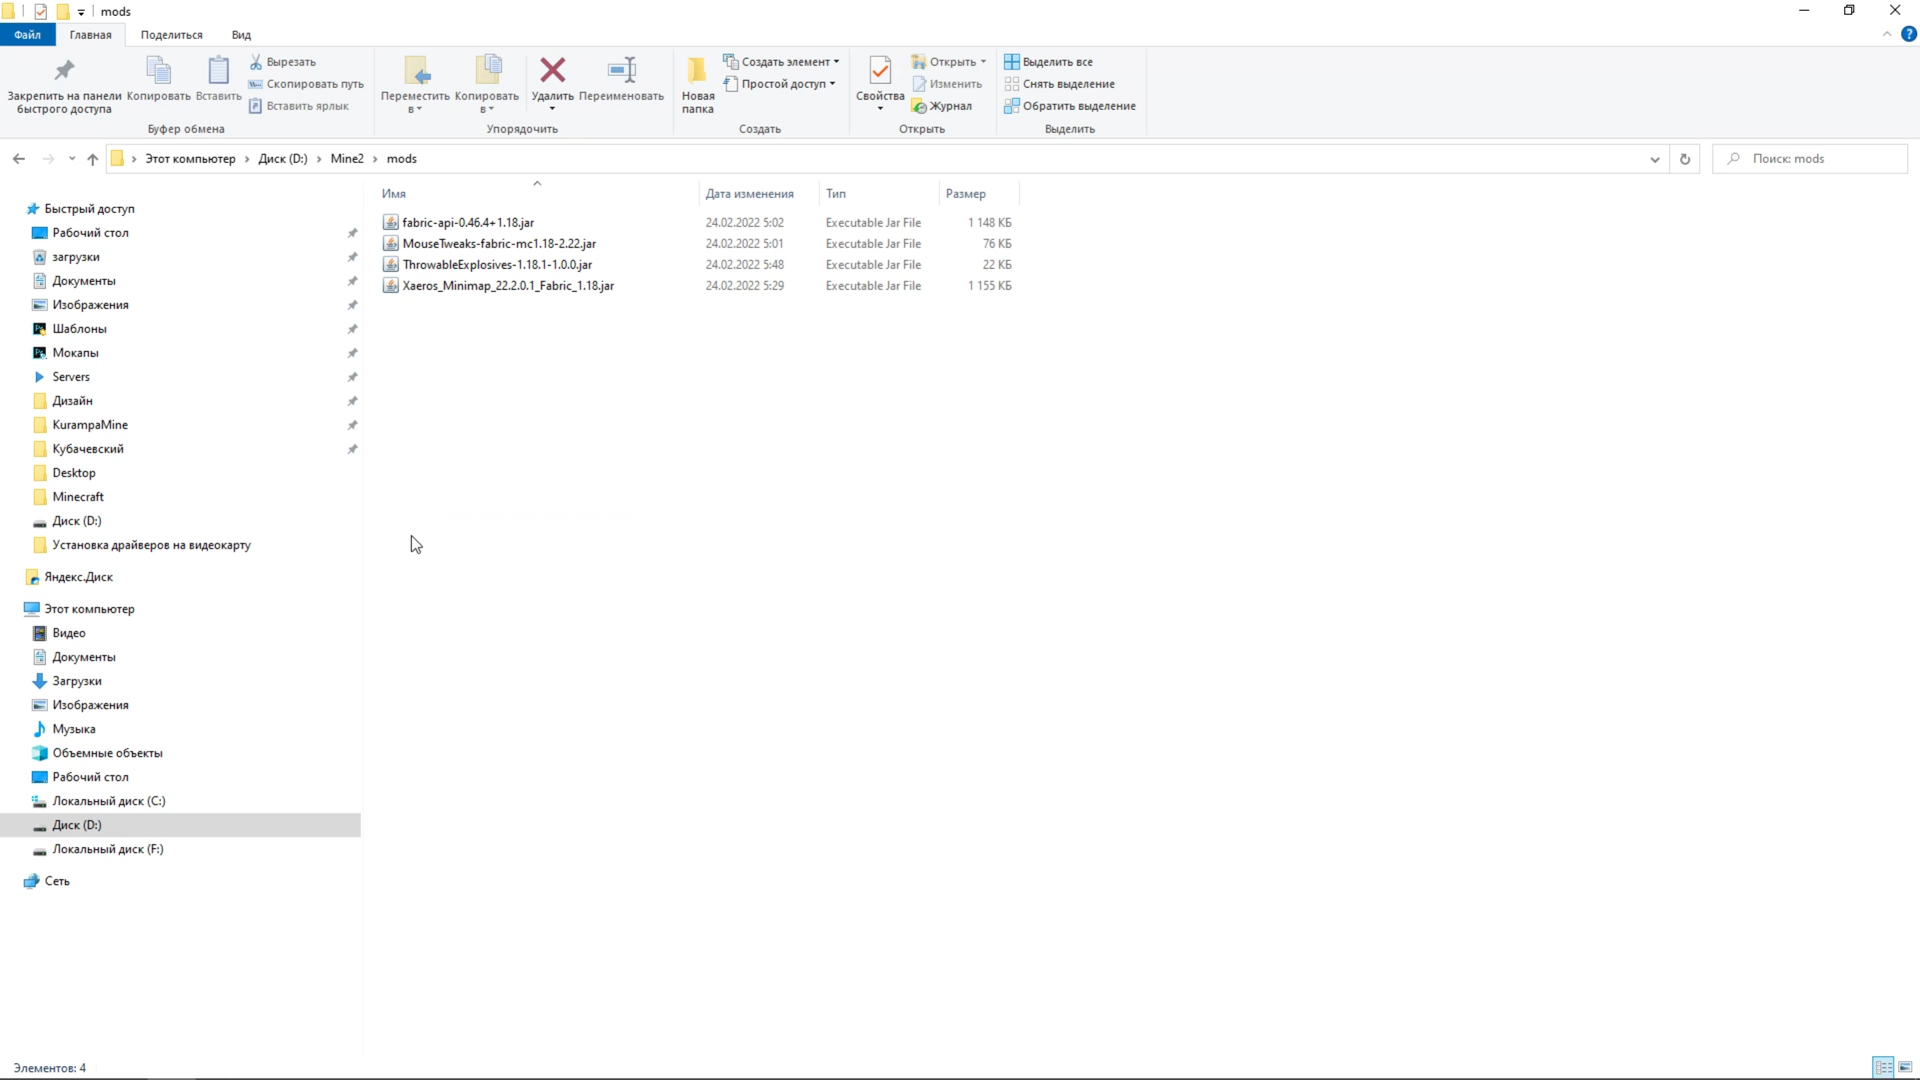 mods
Файл Главная Поделиться Вид
Закрепить на панели быстрого доступа
Копировать
Вставить
Вырезать
Скопировать путь
Вставить ярлык
Буфер обмена
Переместить в
Копировать в
Удалить
Переименовать
Упорядочить
Новая папка
Создать элемент
Простой доступ
Создать
Свойства
Открыть
Изменить
Журнал
Открыть
Выделить все
Снять выделение
Обратить выделение
Выделить
Этот компьютер › Диск (D:) › Mine2 › mods
Поиск: mods
Быстрый доступ
Рабочий стол
загрузки
Документы
Изображения
Шаблоны
Мокапы
Servers
Дизайн
KurampaMine
Кубачевский
Desktop
Minecraft
Диск (D:)
Установка драйверов на видеокарту
Яндекс.Диск
Этот компьютер
Видео
Документы
Загрузки
Изображения
Музыка
Объемные объекты
Рабочий стол
Локальный диск (C:)
Диск (D:)
Локальный диск (F:)
Сеть
Имя Дата изменения Тип Размер
fabric-api-0.46.4+1.18.jar 24.02.2022 5:02 Executable Jar File 1 148 КБ
MouseTweaks-fabric-mc1.18-2.22.jar 24.02.2022 5:01 Executable Jar File 76 КБ
ThrowableExplosives-1.18.1-1.0.0.jar 24.02.2022 5:48 Executable Jar File 22 КБ
Xaeros_Minimap_22.2.0.1_Fabric_1.18.jar 24.02.2022 5:29 Executable Jar File 1 155 КБ
Элементов: 4